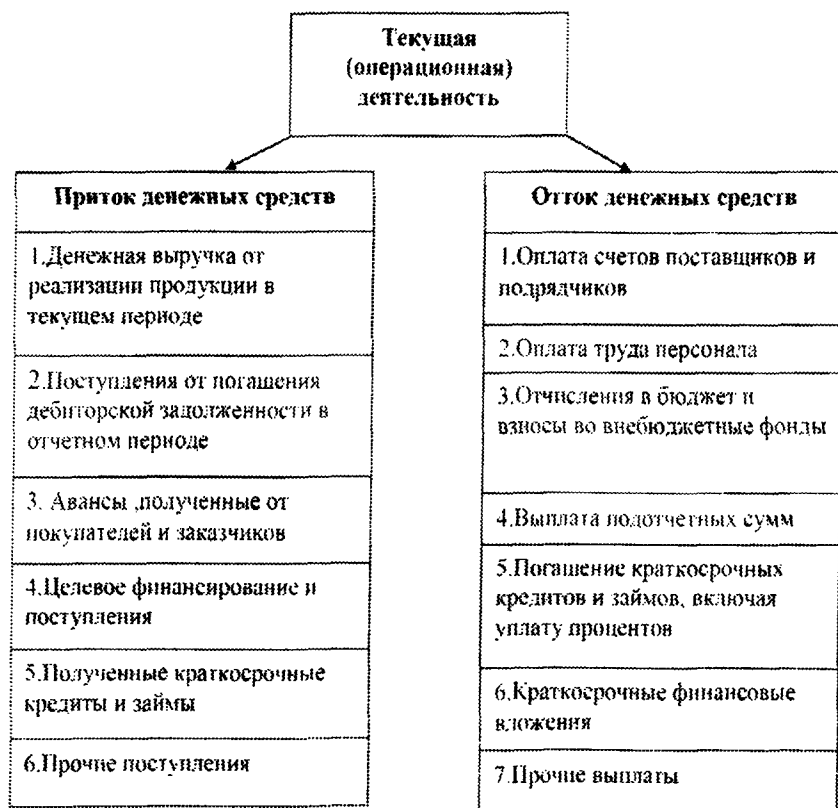 Текущая
(операционная)
деятельность
Приток денежных средств
1.Денежная выручка от
реализации продукции в
текущем периоде
2.Поступления от погашения
дебиторской задолженности в
отчетном периоде
3. Авансы ,полученные от
покупателей и заказчиков
4.Целевое финансирование и
поступления
5.Полученные краткосрочные
кредиты и займы
6.Прочие поступления
Отток денежных средств
1.Оплата счетов поставщиков и
подрядчиков
2.Оплата труда персонала
3.Отчисления в бюджет и
взносы во внебюджетные фонды
4.Выплата подотчетных сумм
5.Погашение краткосрочных
кредитов и займов, включая
уплату процентов
6.Краткосрочные финансовые
вложения
7.Прочие выплаты